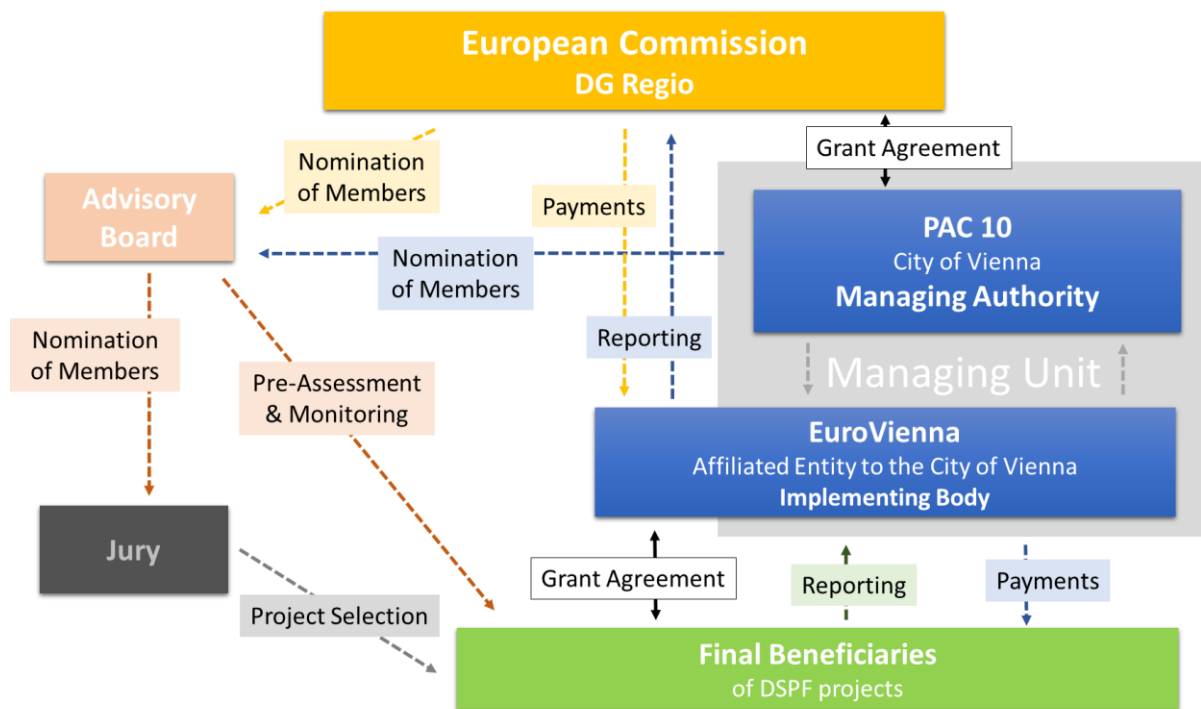 European Commission
DG Regio
Grant Agreement
Nomination
of Members
Advisory
Board
Payments
PAC 10
City of Vienna
Managing Authority
Nomination
of Members
Nomination
of Members
Reporting
Managing Unit
Pre-Assessment
& Monitoring
EuroVienna
Affiliated Entity to the City of Vienna
Implementing Body
Jury
Grant Agreement
Reporting
Payments
Project Selection
Final Beneficiaries
of DSPF projects